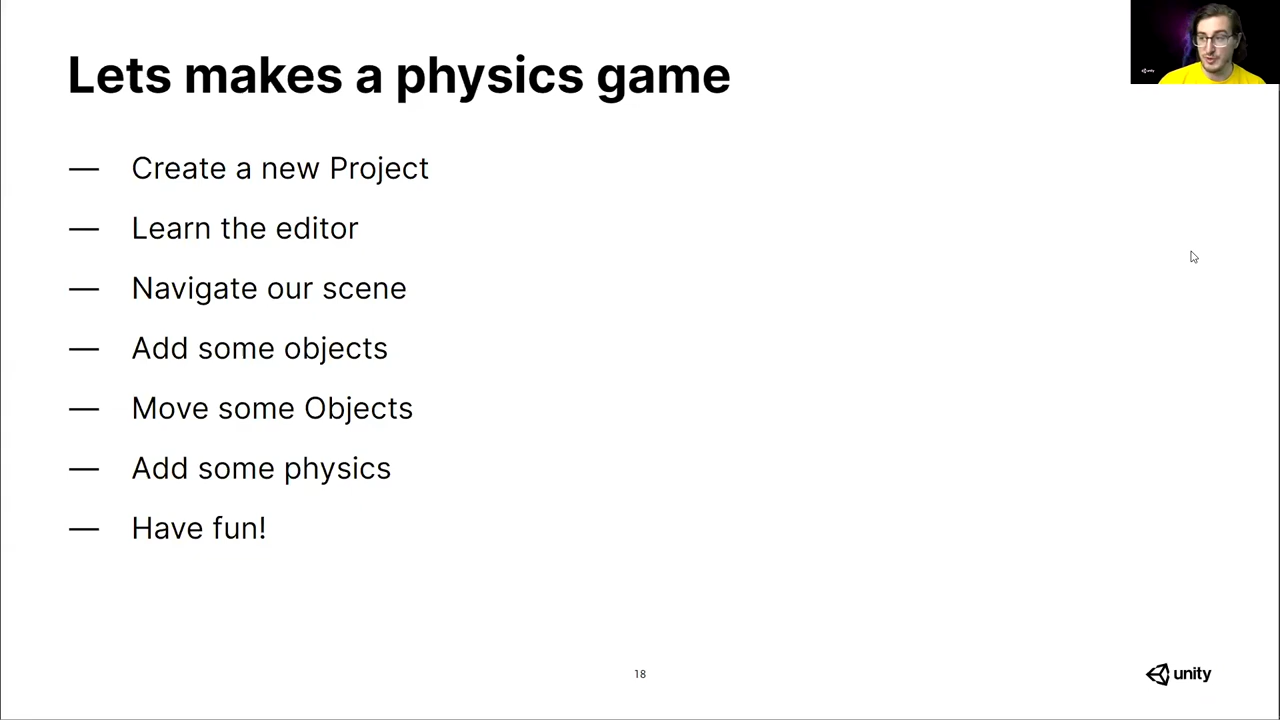 Lets makes a physics game
— Create a new Project
— Learn the editor
— Navigate our scene
— Add some objects
— Move some Objects
— Add some physics
— Have fun!
18
unity
unity